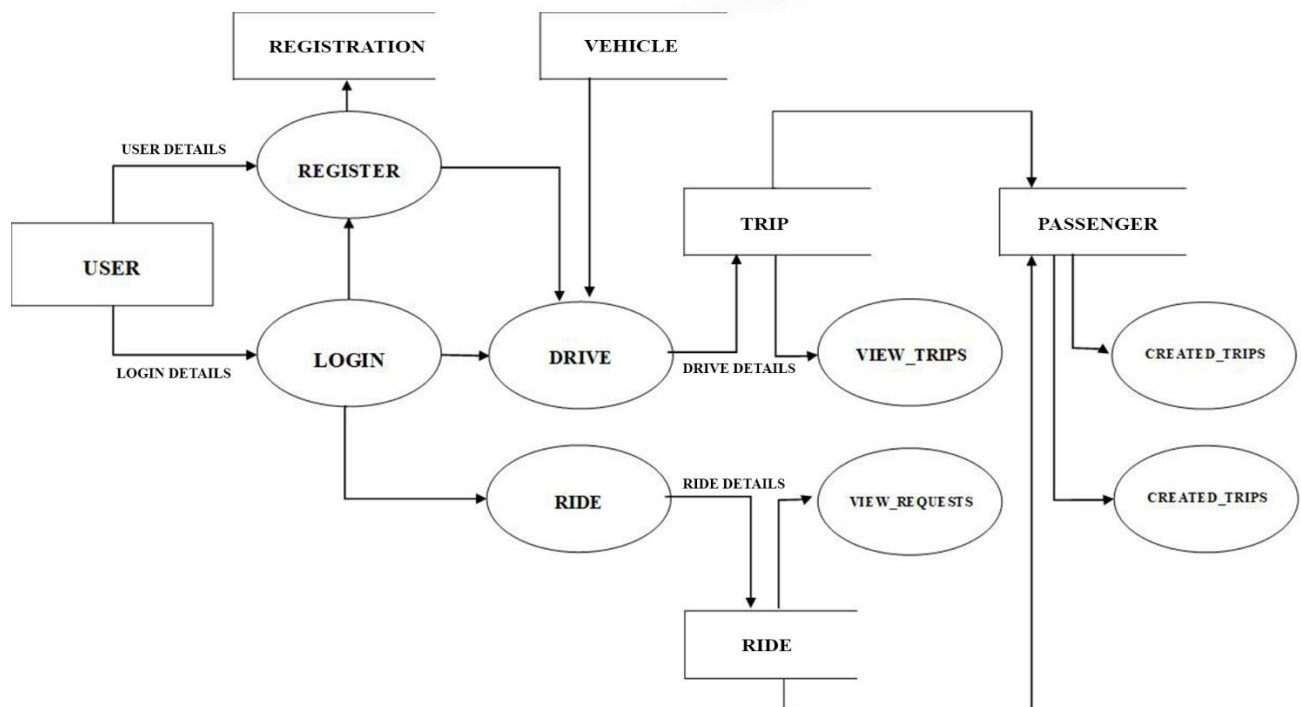 REGISTRATION
VEHICLE
USER DETAILS
REGISTER
TRIP
PASSENGER
USER
LOGIN
DRIVE
VIEW_TRIPS
CREATED_TRIPS
LOGIN DETAILS
DRIVE DETAILS
RIDE DETAILS
RIDE
VIEW_REQUESTS
CREATED_TRIPS
RIDE